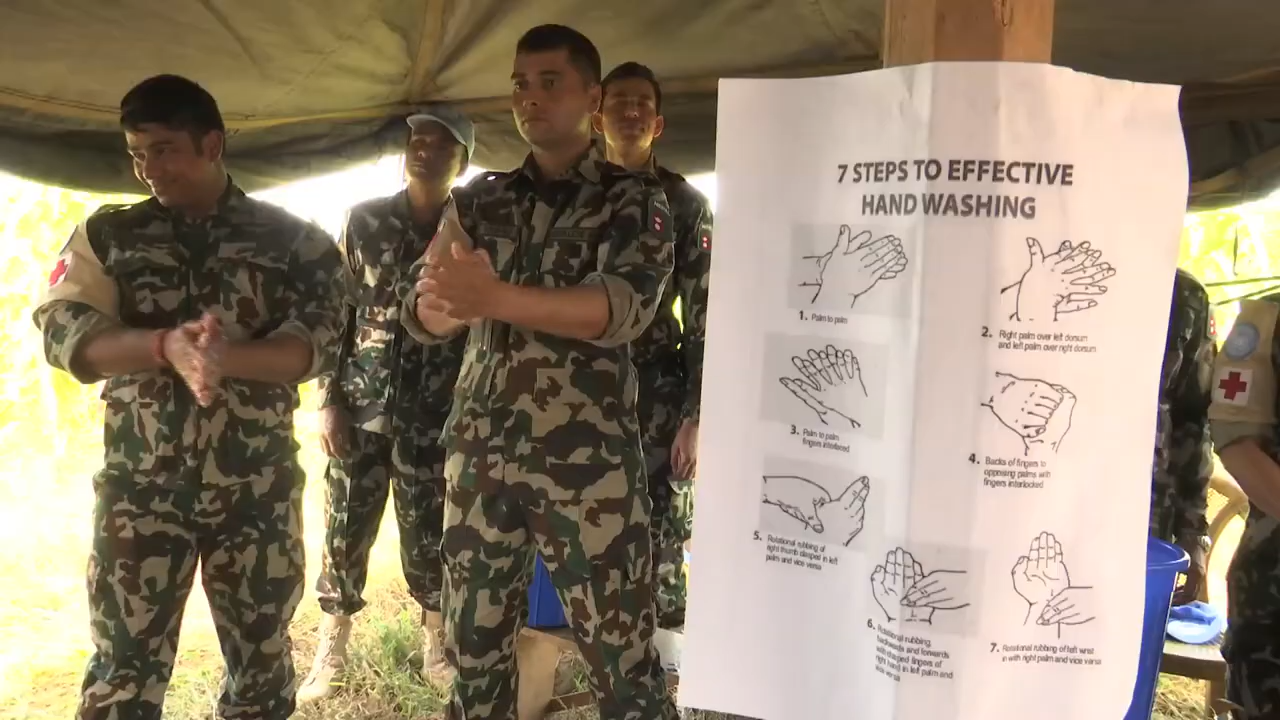 7 STEPS TO EFFECTIVE
HAND WASHING
1. Palm to palm
2. Right palm over left dorsum
and left palm over right dorsum
3. Palm to palm
fingers interlaced
4. Backs of fingers to
opposing palms with
fingers interlocked
5. Rotational rubbing of
right thumb clasped in left
palm and vice versa
6. Rotational rubbing,
backwards and forwards
with clasped fingers of
right hand in left palm and
vice versa
7. Rotational rubbing of left wrist
in with right palm and vice versa